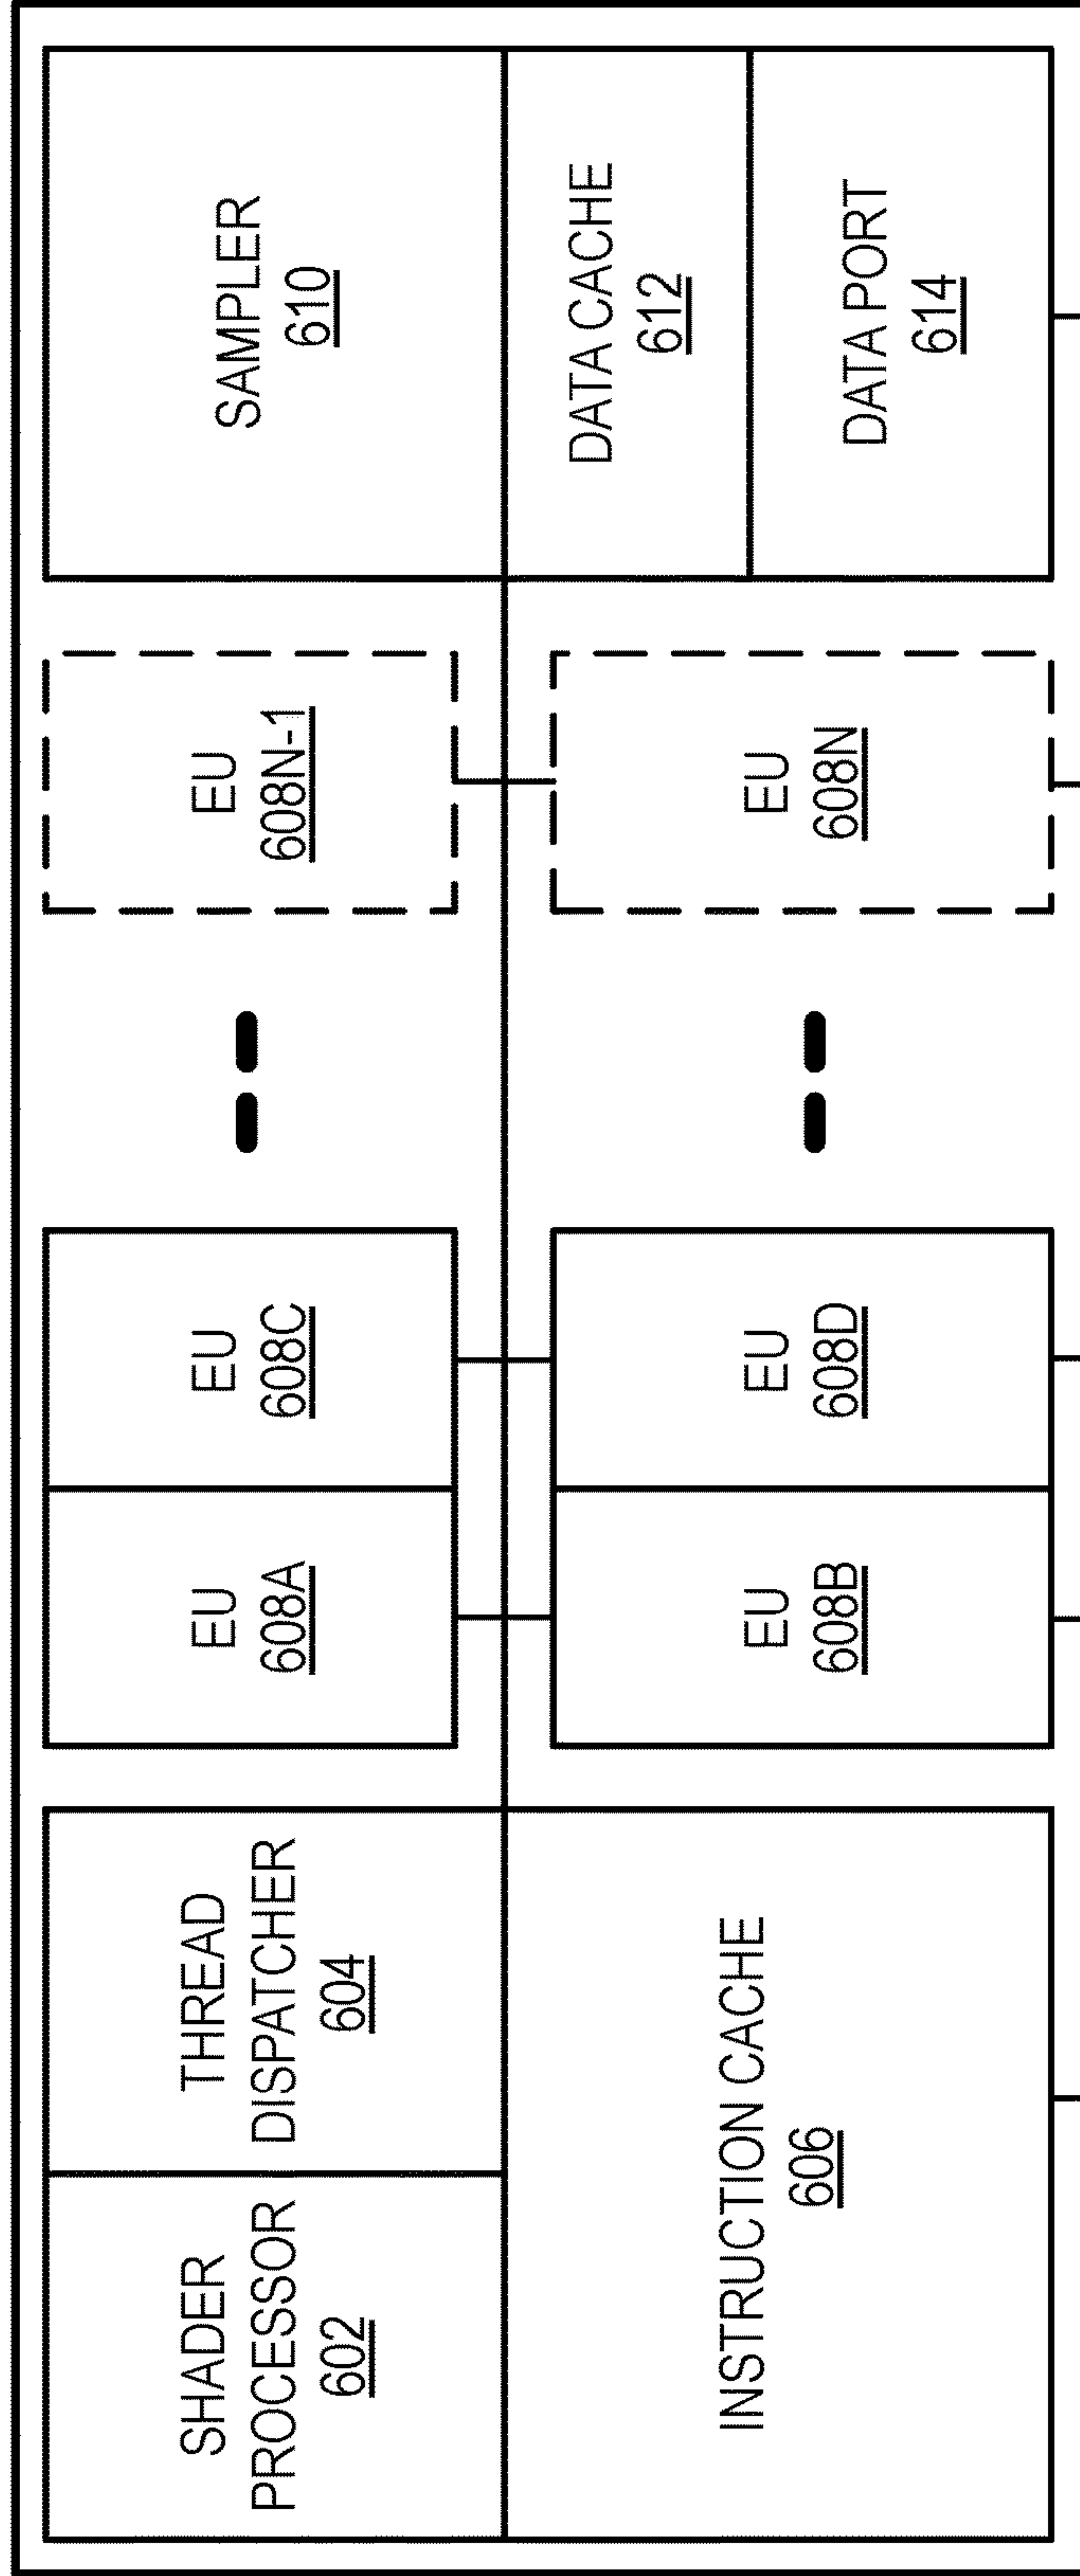 SHADER
PROCESSOR
602
THREAD
DISPATCHER
604
INSTRUCTION CACHE
606
EU
608A
EU
608C
EU
608B
EU
608D
EU
608N-1
EU
608N
SAMPLER
610
DATA CACHE
612
DATA PORT
614